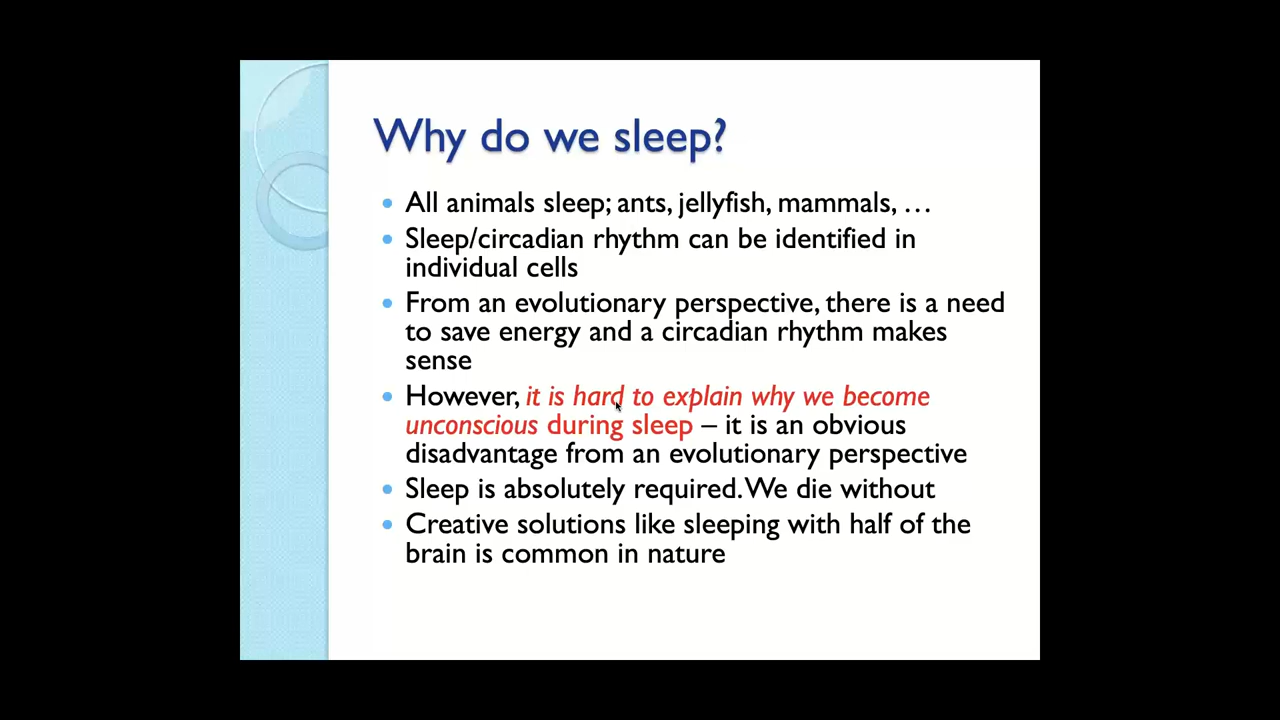 Why do we sleep?
• All animals sleep; ants, jellyfish, mammals, …
• Sleep/circadian rhythm can be identified in
individual cells
• From an evolutionary perspective, there is a need
to save energy and a circadian rhythm makes
sense
• However, it is hard to explain why we become
unconscious during sleep – it is an obvious
disadvantage from an evolutionary perspective
• Sleep is absolutely required. We die without
• Creative solutions like sleeping with half of the
brain is common in nature